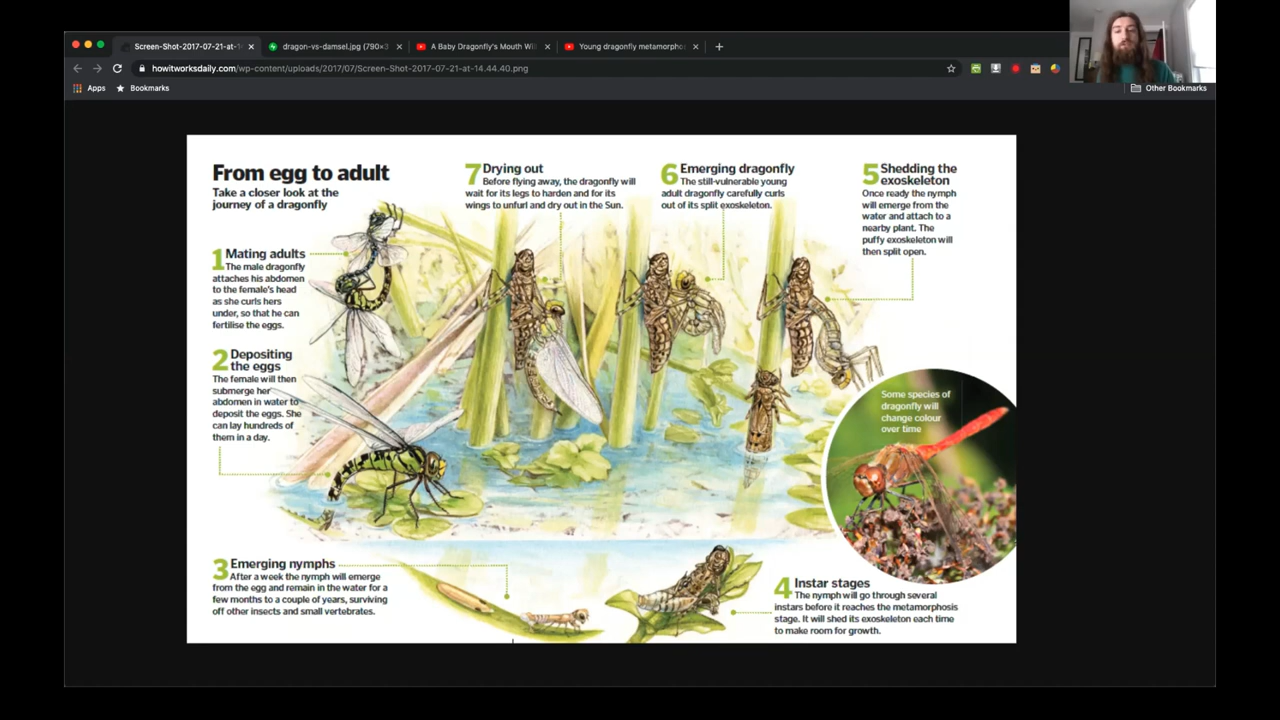 Screen-Shot-2017-07-21-at-1
dragon-vs-damsel.jpg (790×3
A Baby Dragonfly's Mouth Wi
Young dragonfly metamorpho
howitworksdaily.com/wp-content/uploads/2017/07/Screen-Shot-2017-07-21-at-14.44.40.png
Apps
Bookmarks
Other Bookmarks
From egg to adult
Take a closer look at the
journey of a dragonfly
1 Mating adults
The male dragonfly
attaches his abdomen
to the female's head
as she curls hers
under, so that he can
fertilise the eggs.
2 Depositing
the eggs
The female will then
submerge her
abdomen in water to
deposit the eggs. She
can lay hundreds of
them in a day.
3 Emerging nymphs
After a week the nymph will emerge
from the egg and remain in the water for a
few months to a couple of years, surviving
off other insects and small vertebrates.
4 Instar stages
The nymph will go through several
instars before it reaches the metamorphosis
stage. It will shed its exoskeleton each time
to make room for growth.
5 Shedding the
exoskeleton
Once ready the nymph
will emerge from the
water and attach to a
nearby plant. The
puffy exoskeleton will
then split open.
6 Emerging dragonfly
The still-vulnerable young
adult dragonfly carefully curls
out of its split exoskeleton.
7 Drying out
Before flying away, the dragonfly will
wait for its legs to harden and for its
wings to unfurl and dry out in the Sun.
Some species of
dragonfly will
change colour
over time